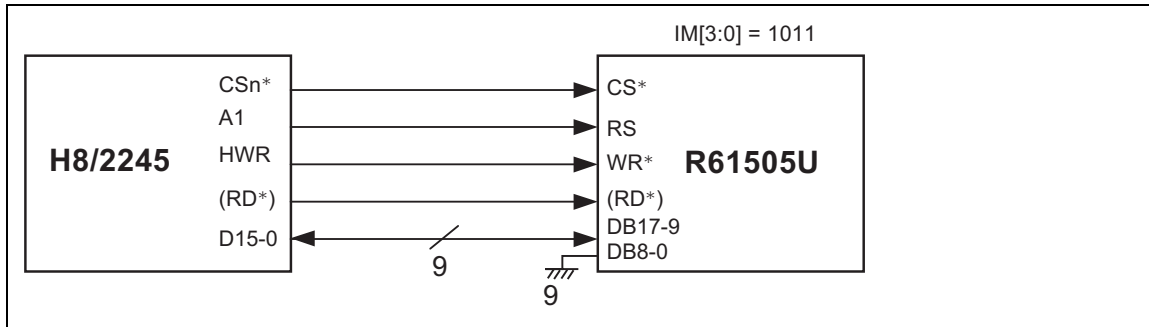 IM[3:0] = 1011
H8/2245
CSn*
A1
HWR
(RD*)
D15-0
9
9
CS*
RS
WR*
(RD*)
DB17-9
DB8-0
R61505U